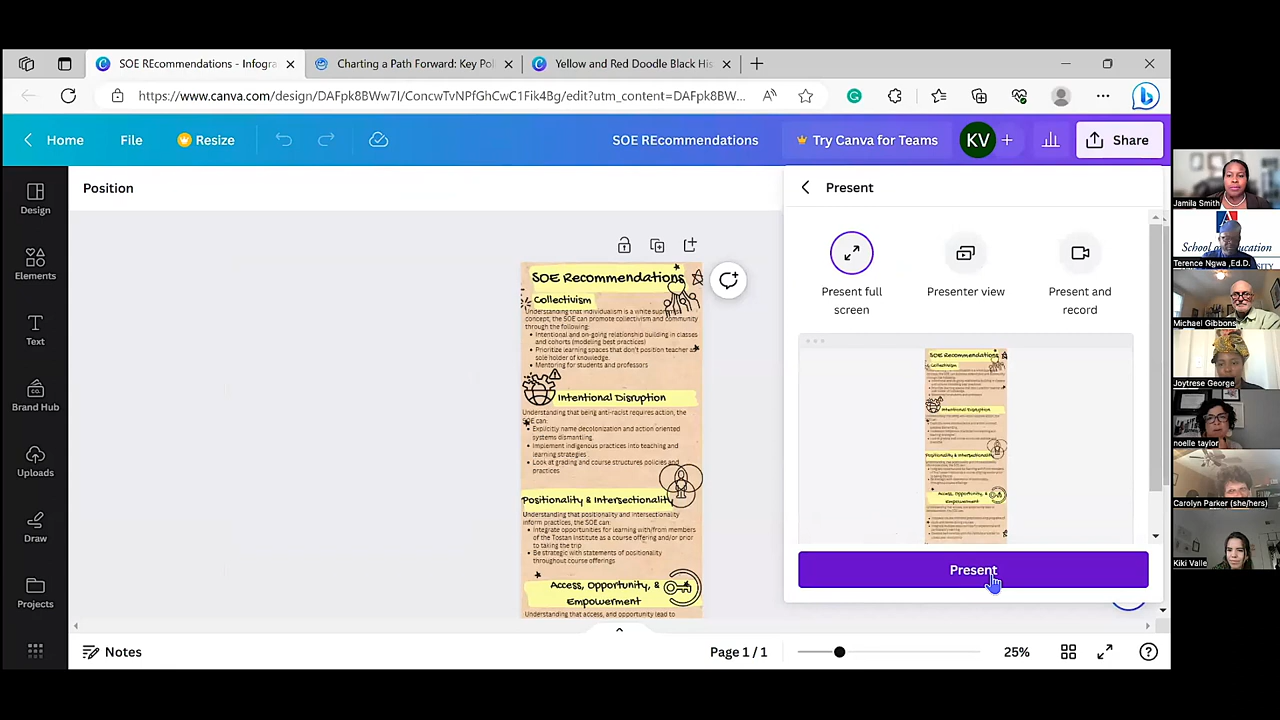 SOE REcommendations - Infogra
Charting a Path Forward: Key Pol
Yellow and Red Doodle Black His
https://www.canva.com/design/DAFpk8BWw7I/ConcwTvNPfGhCwC1Fik4Bg/edit?utm_content=DAFpk8BW...
Home
File
Resize
SOE REcommendations
Try Canva for Teams
KV
Share
Position
Design
Elements
Text
Brand Hub
Uploads
Draw
Projects
SOE Recommendations
Collectivism
Understanding that individualism is a white
concept, the SOE can promote collectivism and community
through the following:
Intentional and on-going relationship building in classes
and cohorts (modeling best practices)
Prioritize learning spaces that don't position teacher as
sole holder of knowledge.
Mentoring for students and professors
Intentional Disruption
Understanding that being anti-racist requires action, the
SOE can:
Explicitly name decolonization and action oriented
systems dismantling.
Implement indigenous practices into teaching and
learning strategies
Look at grading and course structures policies and
practices
Positionality & Intersectionality
Understanding that positionality and intersectionality
inform practices, the SOE can:
Integrate opportunities for learning with/from members
of the Tostan Institute as a course offering and/or prior
to taking the trip
Be strategic with statements of positionality
throughout course offerings
Access, Opportunity, &
Empowerment
Understanding that access, and opportunity lead to
Present
Present full
screen
Presenter view
Present and
record
SOE Recommendations
Collectivism
Intentional Disruption
Positionality & Intersectionality
Access, Opportunity, &
Empowerment
Present
Notes
Page 1 / 1
25%
Jamila Smith
School of Education
Terence Ngwa ,Ed.D.
Michael Gibbons
Joytrese George
noelle taylor
Carolyn Parker (she/hers)
Kiki Valle